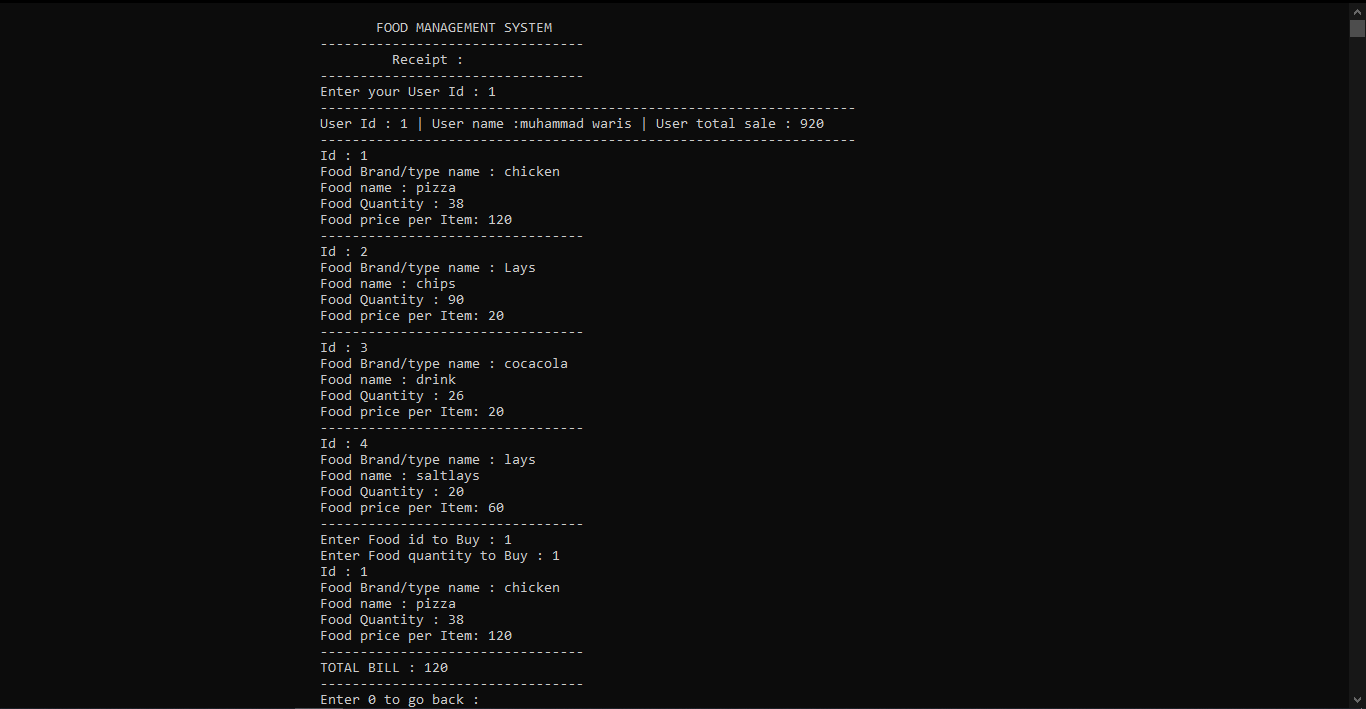 FOOD MANAGEMENT SYSTEM
---------------------------------
Receipt :
---------------------------------
Enter your User Id : 1
-------------------------------------------------------------------
User Id : 1 | User name :muhammad waris | User total sale : 920
-------------------------------------------------------------------
Id : 1
Food Brand/type name : chicken
Food name : pizza
Food Quantity : 38
Food price per Item: 120
---------------------------------
Id : 2
Food Brand/type name : Lays
Food name : chips
Food Quantity : 90
Food price per Item: 20
---------------------------------
Id : 3
Food Brand/type name : cocacola
Food name : drink
Food Quantity : 26
Food price per Item: 20
---------------------------------
Id : 4
Food Brand/type name : lays
Food name : saltlays
Food Quantity : 20
Food price per Item: 60
---------------------------------
Enter Food id to Buy : 1
Enter Food quantity to Buy : 1
Id : 1
Food Brand/type name : chicken
Food name : pizza
Food Quantity : 38
Food price per Item: 120
---------------------------------
TOTAL BILL : 120
---------------------------------
Enter 0 to go back :